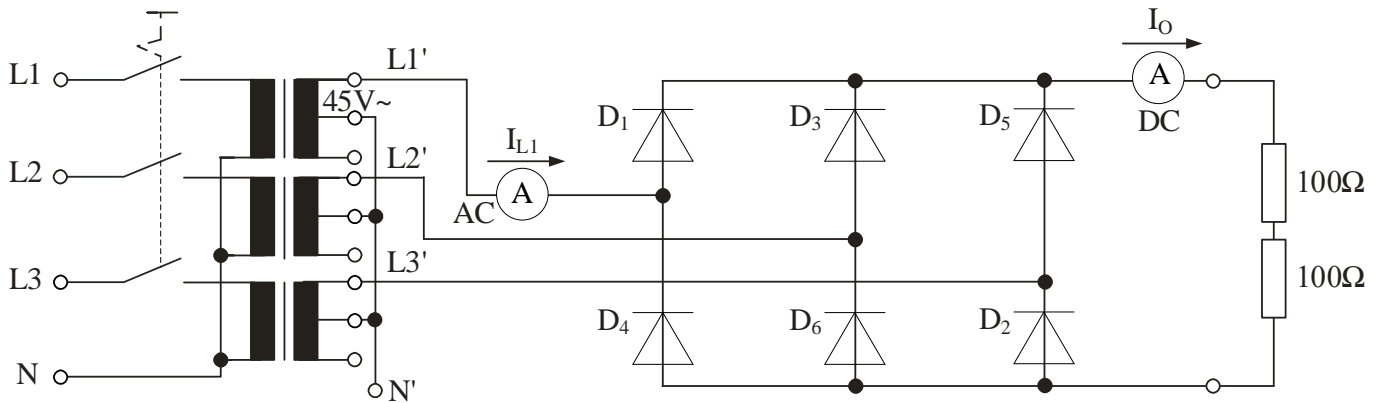 L1
L2
L3
N
L1'
45V~
L2'
L3'
N'
I_L1
A
AC
D₁
D₃
D₅
D₄
D₆
D₂
I_O
A
DC
100Ω
100Ω